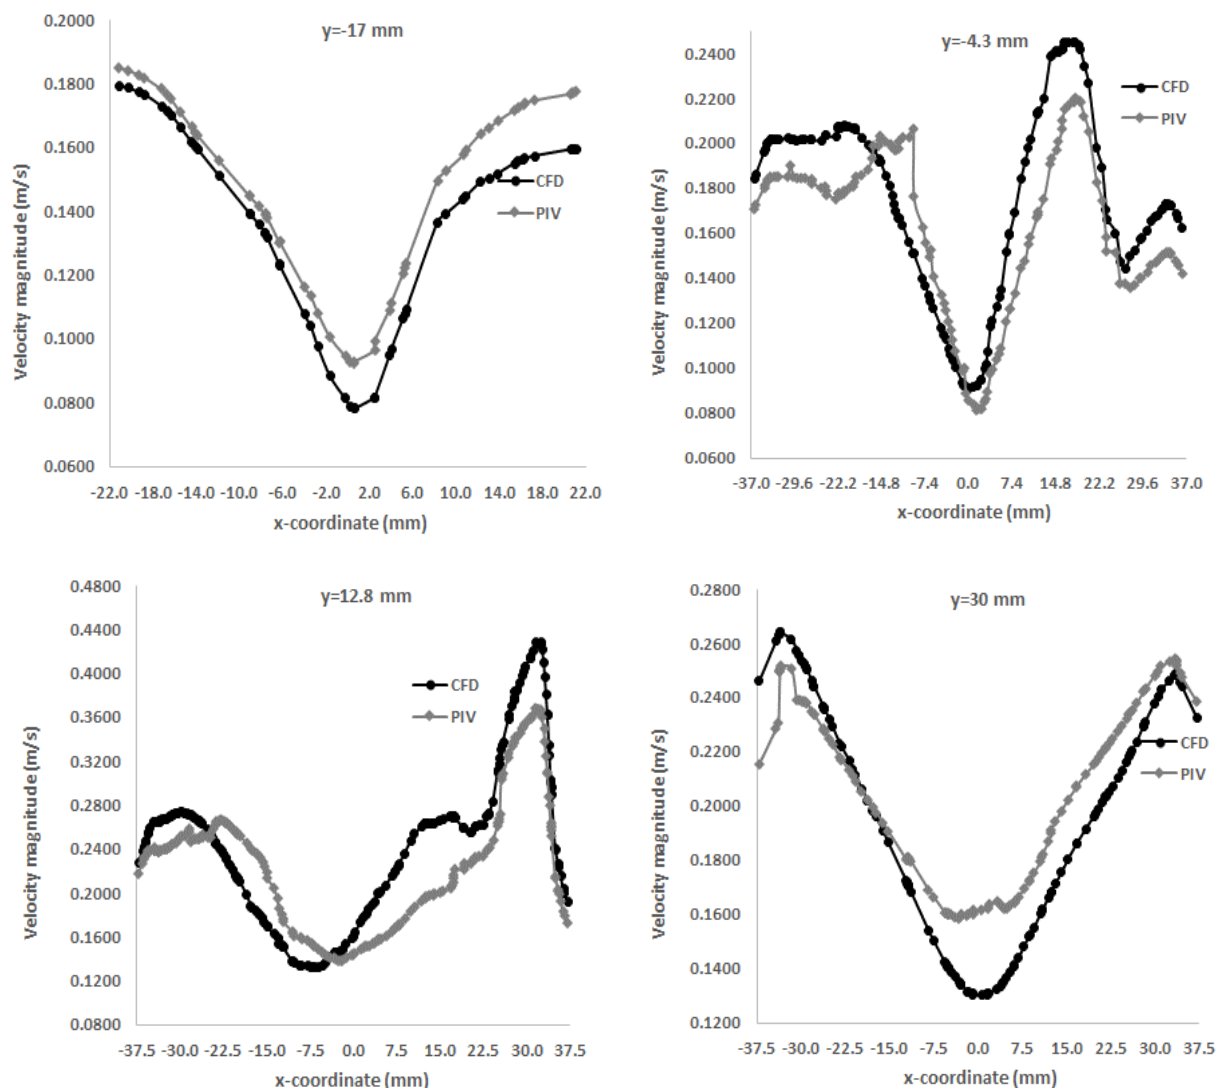 y=-17 mm
Velocity magnitude (m/s)
0.2000
0.1800
0.1600
0.1400
0.1200
0.1000
0.0800
0.0600
CFD
PIV
-22.0 -18.0 -14.0 -10.0 -6.0 -2.0 2.0 6.0 10.0 14.0 18.0 22.0
x-coordinate (mm)
y=-4.3 mm
Velocity magnitude (m/s)
0.2400
0.2200
0.2000
0.1800
0.1600
0.1400
0.1200
0.1000
0.0800
0.0600
CFD
PIV
-37.0 -29.6 -22.2 -14.8 -7.4 0.0 7.4 14.8 22.2 29.6 37.0
x-coordinate (mm)
y=12.8 mm
Velocity magnitude (m/s)
0.4800
0.4400
0.4000
0.3600
0.3200
0.2800
0.2400
0.2000
0.1600
0.1200
0.0800
CFD
PIV
-37.5 -30.0 -22.5 -15.0 -7.5 0.0 7.5 15.0 22.5 30.0 37.5
x-coordinate (mm)
y=30 mm
Velocity magnitude (m/s)
0.2800
0.2600
0.2400
0.2200
0.2000
0.1800
0.1600
0.1400
0.1200
CFD
PIV
-37.5 -30.0 -22.5 -15.0 -7.5 0.0 7.5 15.0 22.5 30.0 37.5
x-coordinate (mm)